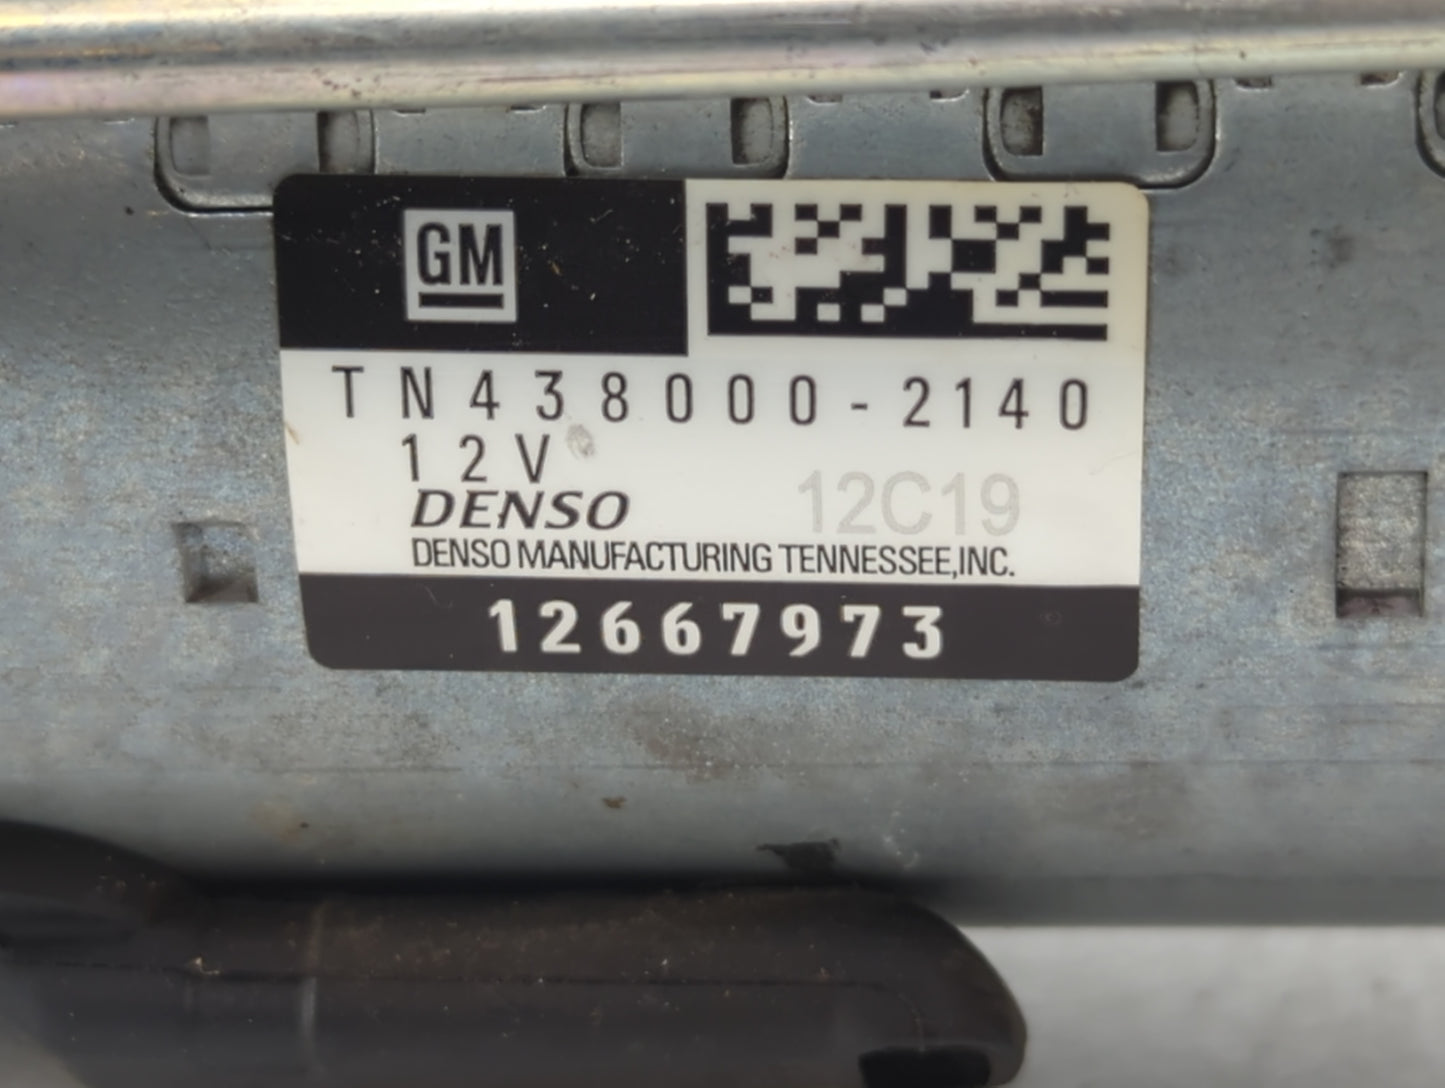 GM
TN438000-2140
12V
DENSO 12C19
DENSO MANUFACTURING TENNESSEE,INC.
12667973